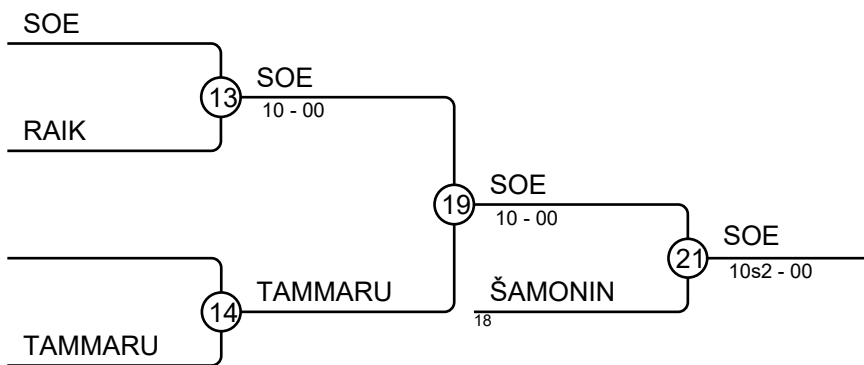 SOE
13
SOE
10 - 00
RAIK
19
SOE
10 - 00
21
SOE
10s2 - 00
14
TAMMARU
ŠAMONIN
18
TAMMARU